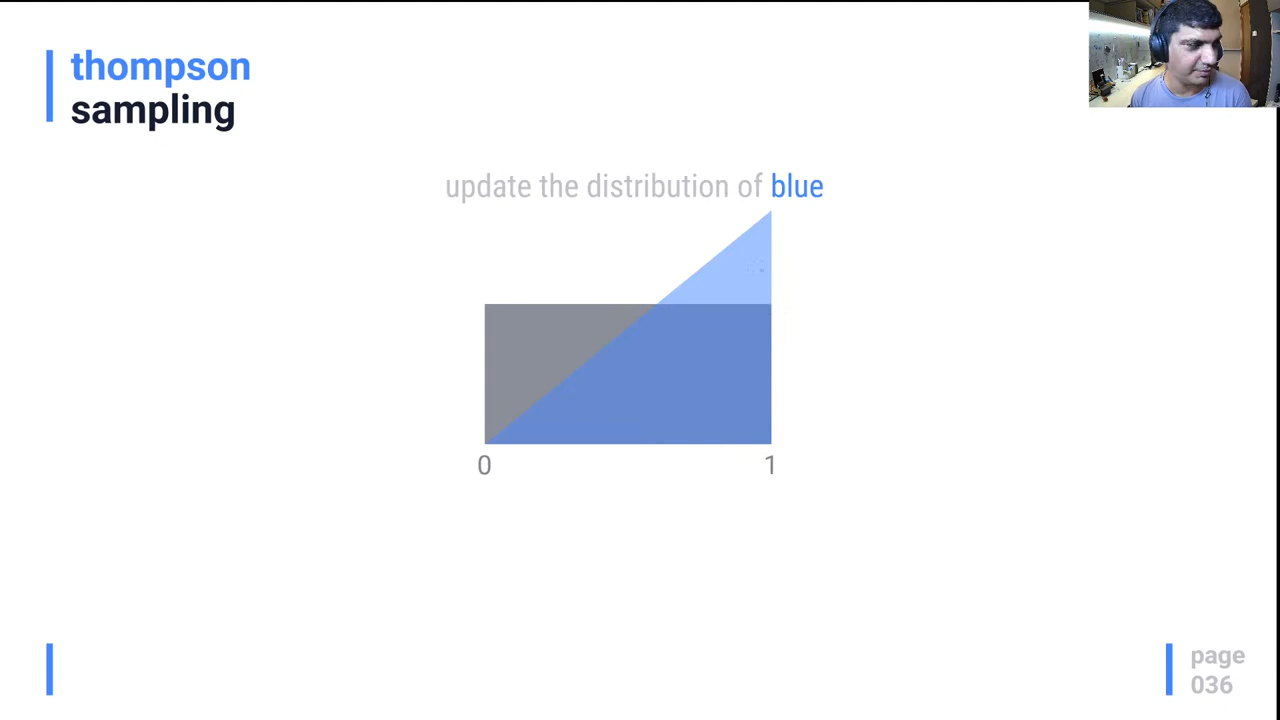 thompson
sampling
update the distribution of blue
0 1
page
036